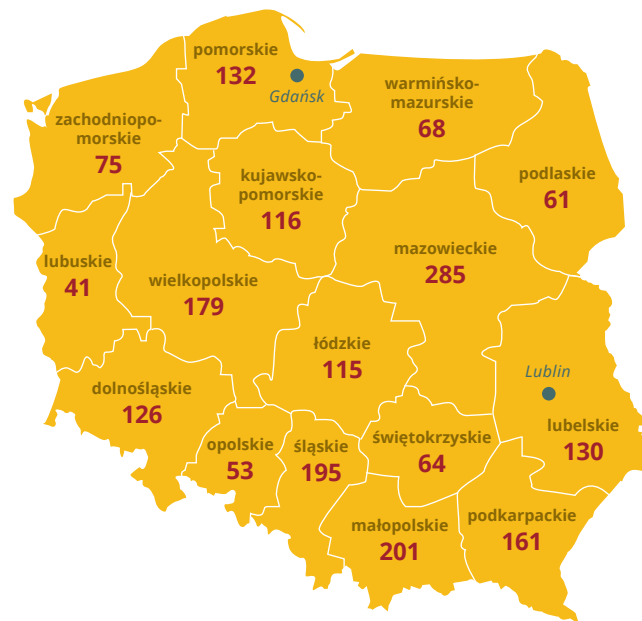 pomorskie
132
Gdańsk
warmińsko-
mazurskie
68
zachodniopo-
morskie
75
kujawsko-
pomorskie
116
podlaskie
61
mazowieckie
285
lubuskie
41
wielkopolskie
179
łódzkie
115
Lublin
dolnośląskie
126
lubelskie
130
opolskie
53
śląskie
195
świętokrzyskie
64
małopolskie
201
podkarpackie
161